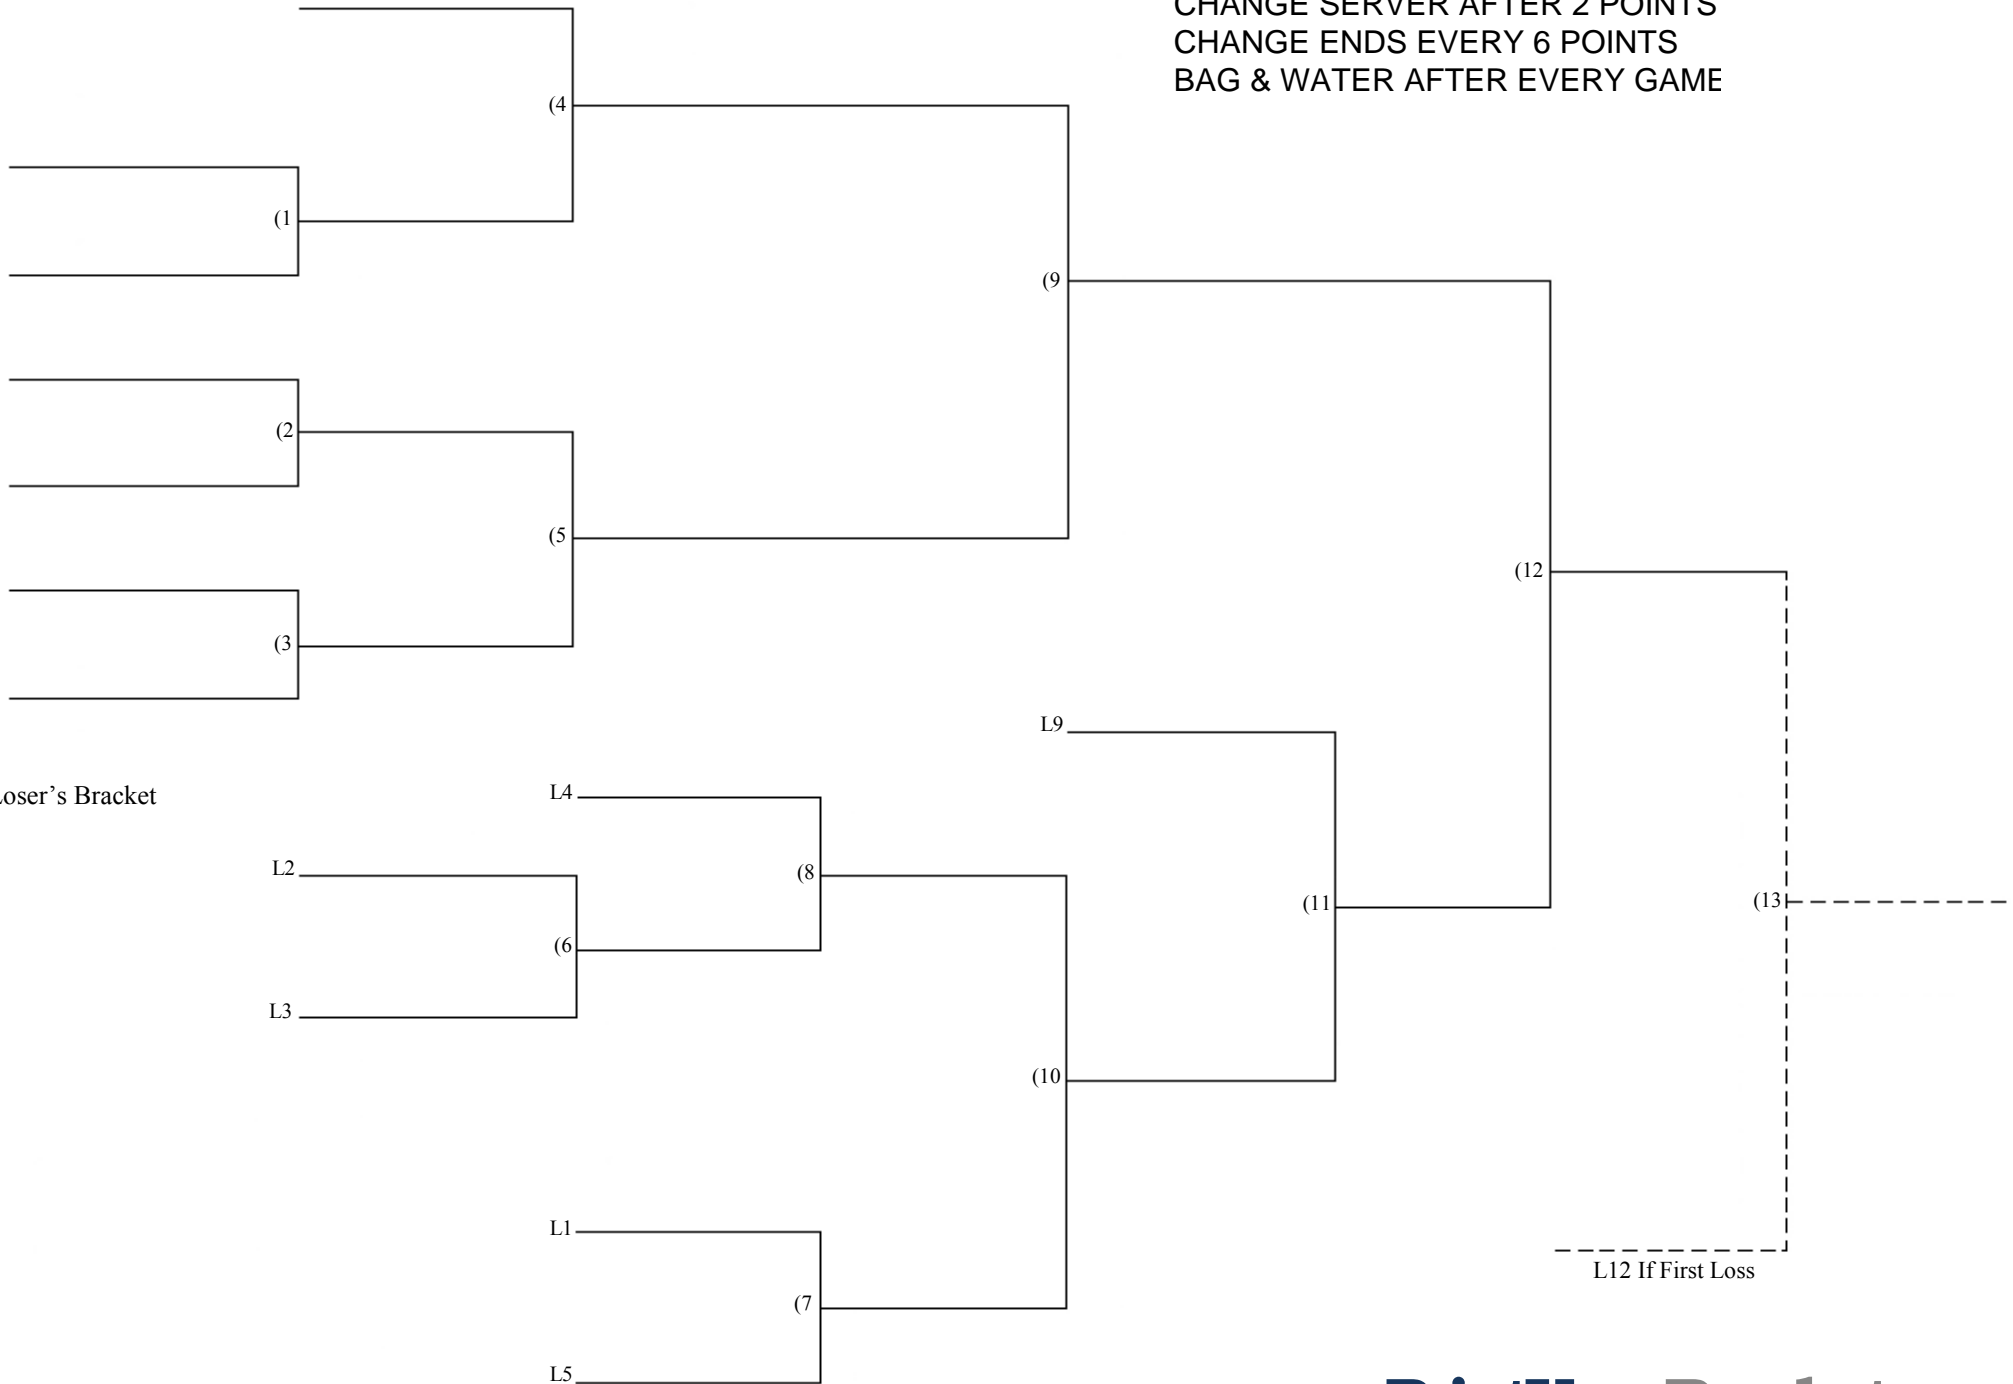 CHANGE SERVER AFTER 2 POINTS
CHANGE ENDS EVERY 6 POINTS
BAG & WATER AFTER EVERY GAME
(4
(1
(9
(2
(5
(12
(3
L9
Loser’s Bracket
L4
L2
(8
(11
(13
(6
L3
(10
L1
L12 If First Loss
(7
L5